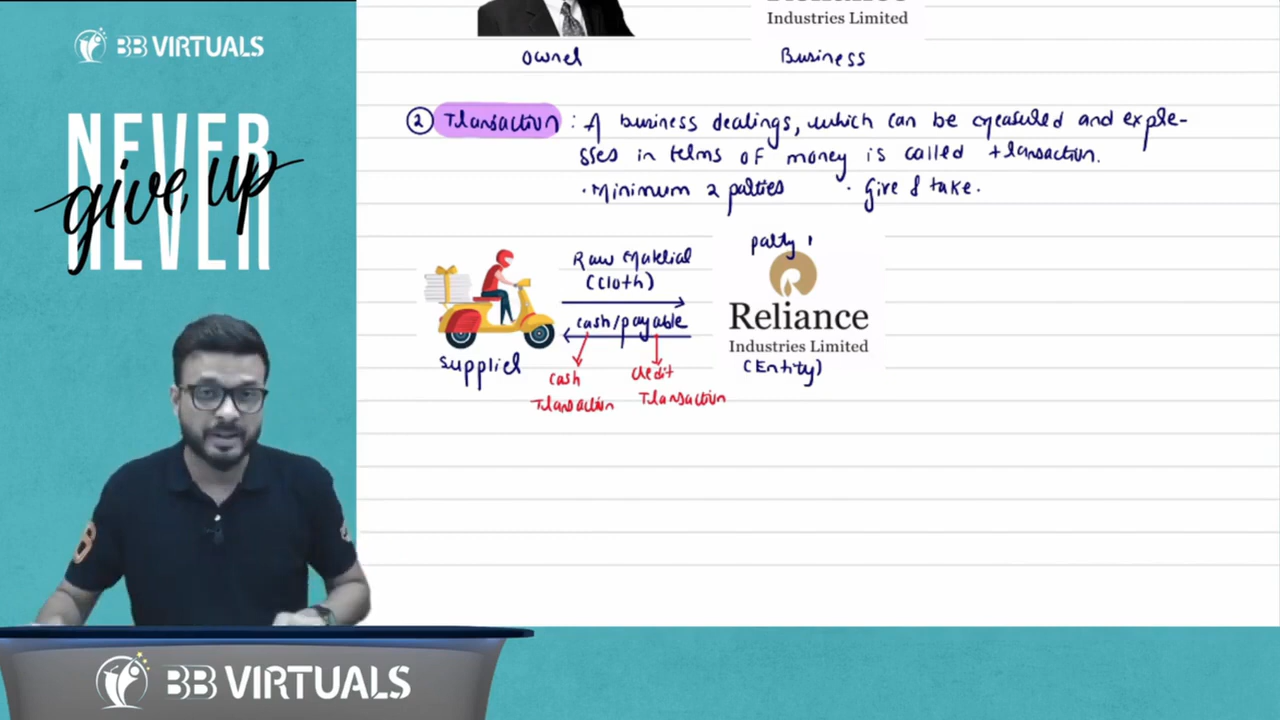 BB VIRTUALS
NEVER
give up
NEVER
Industries Limited
owner
Business
② Transaction : A business dealings, which can be measured and expre-
sses in terms of money is called transaction.
· Minimum 2 parties · Give & take.
party 1
Raw Material
(Cloth)
cash/payable
Reliance
Industries Limited
(Entity)
Supplier
cash
Transaction
credit
Transaction
B
BB VIRTUALS